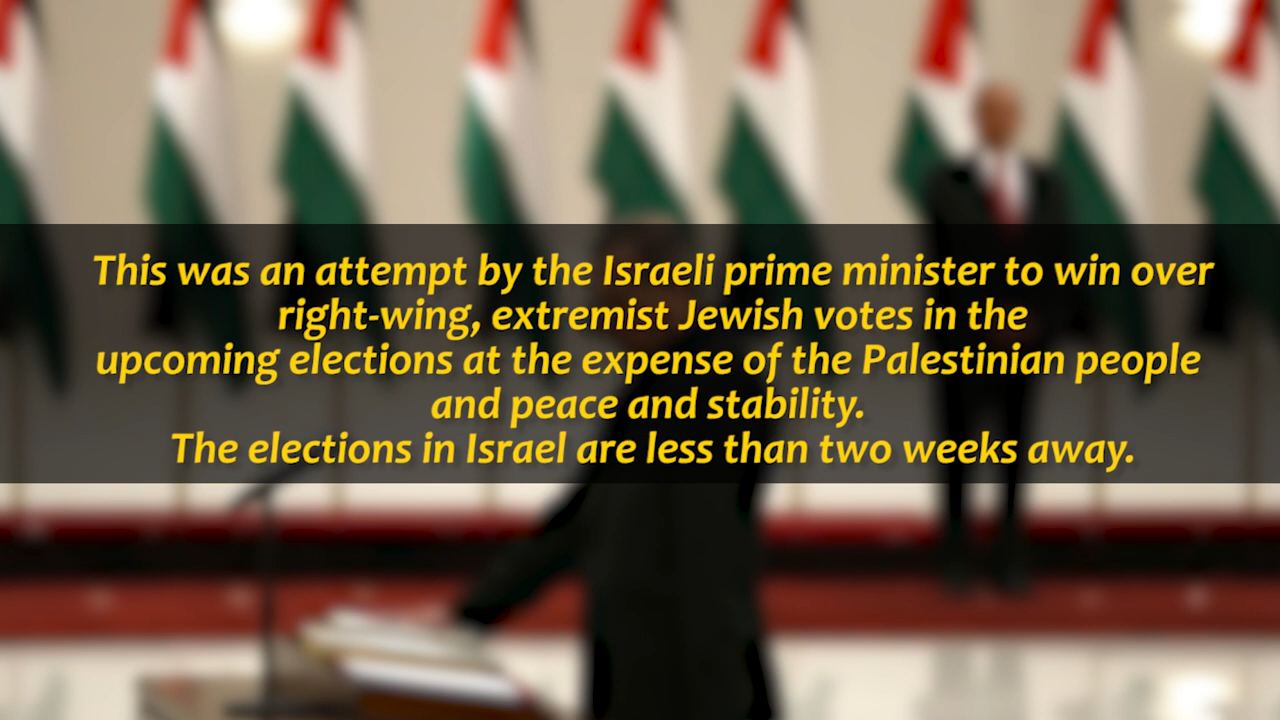 This was an attempt by the Israeli prime minister to win over
right-wing, extremist Jewish votes in the
upcoming elections at the expense of the Palestinian people
and peace and stability.
The elections in Israel are less than two weeks away.